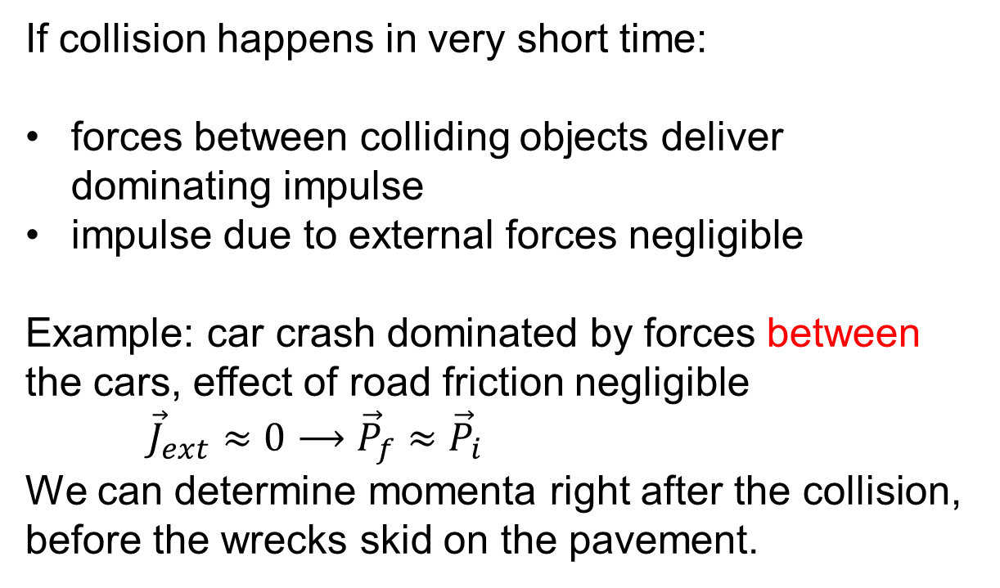 If collision happens in very short time:
• forces between colliding objects deliver
dominating impulse
• impulse due to external forces negligible
Example: car crash dominated by forces between
the cars, effect of road friction negligible
$\vec{J}_{ext} \approx 0 \longrightarrow \vec{P}_f \approx \vec{P}_i$
We can determine momenta right after the collision,
before the wrecks skid on the pavement.